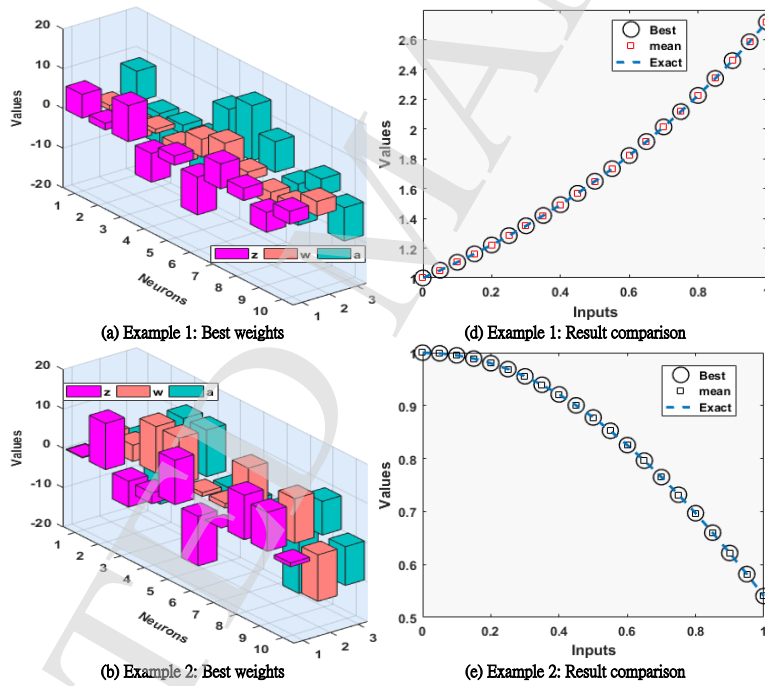 20
10
0
-10
-20
Values
1
2
3
4
5
6
7
8
9
10
Neurons
1
2
3
z
w
a
(a) Example 1: Best weights
2.6
2.4
2.2
2
1.8
1.6
1.4
1.2
1
Values
0
0.2
0.4
0.6
0.8
1
Inputs
Best
mean
Exact
(d) Example 1: Result comparison
20
10
0
-10
-20
Values
z
w
a
1
2
3
4
5
6
7
8
9
10
Neurons
1
2
3
(b) Example 2: Best weights
1
0.9
0.8
0.7
0.6
0.5
Values
0
0.2
0.4
0.6
0.8
1
Inputs
Best
mean
Exact
(e) Example 2: Result comparison